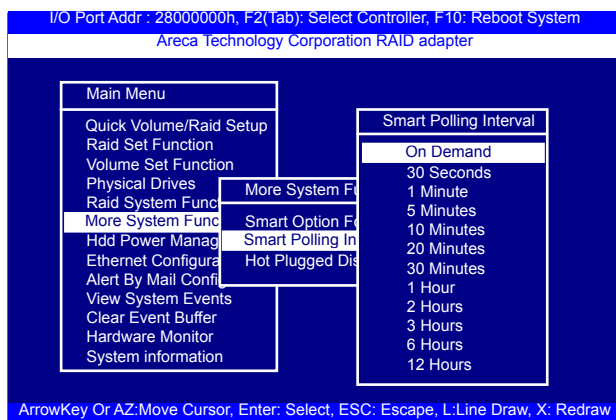 I/O Port Addr : 28000000h, F2(Tab): Select Controller, F10: Reboot System
Areca Technology Corporation RAID adapter
Main Menu
Quick Volume/Raid Setup
Raid Set Function
Volume Set Function
Physical Drives
Raid System Func
More System Func
Hdd Power Manag
Ethernet Configura
Alert By Mail Config
View System Events
Clear Event Buffer
Hardware Monitor
System information
More System Fu
Smart Option Fo
Smart Polling In
Hot Plugged Dis
Smart Polling Interval
On Demand
30 Seconds
1 Minute
5 Minutes
10 Minutes
20 Minutes
30 Minutes
1 Hour
2 Hours
3 Hours
6 Hours
12 Hours
ArrowKey Or AZ:Move Cursor, Enter: Select, ESC: Escape, L:Line Draw, X: Redraw